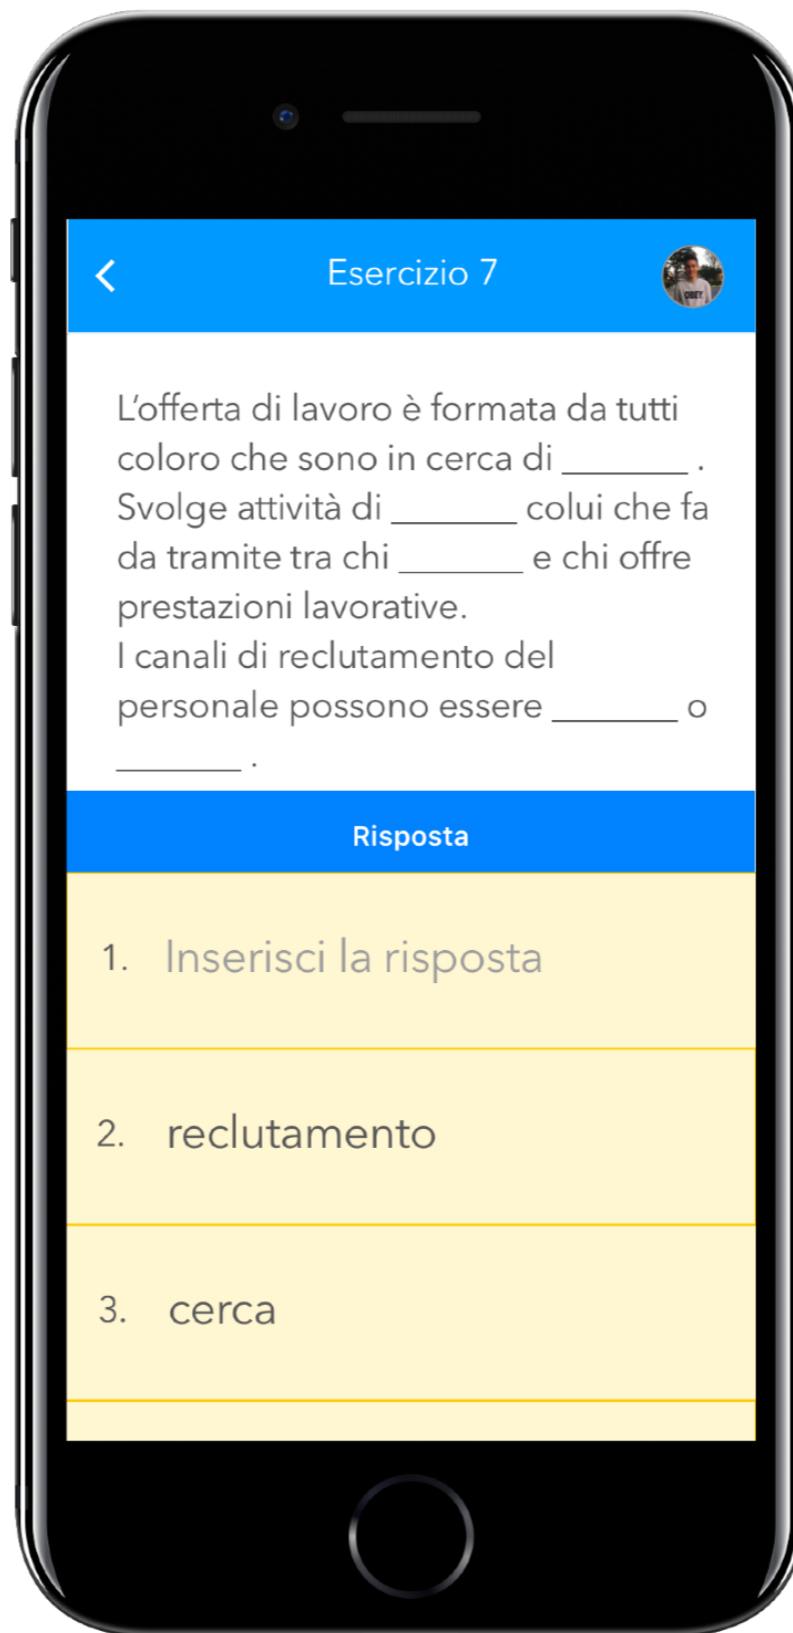 Esercizio 7
OBEY
L'offerta di lavoro è formata da tutti
coloro che sono in cerca di _______ .
Svolge attività di _______ colui che fa
da tramite tra chi _______ e chi offre
prestazioni lavorative.
I canali di reclutamento del
personale possono essere _______ o
_______ .
Risposta
1. Inserisci la risposta
2. reclutamento
3. cerca